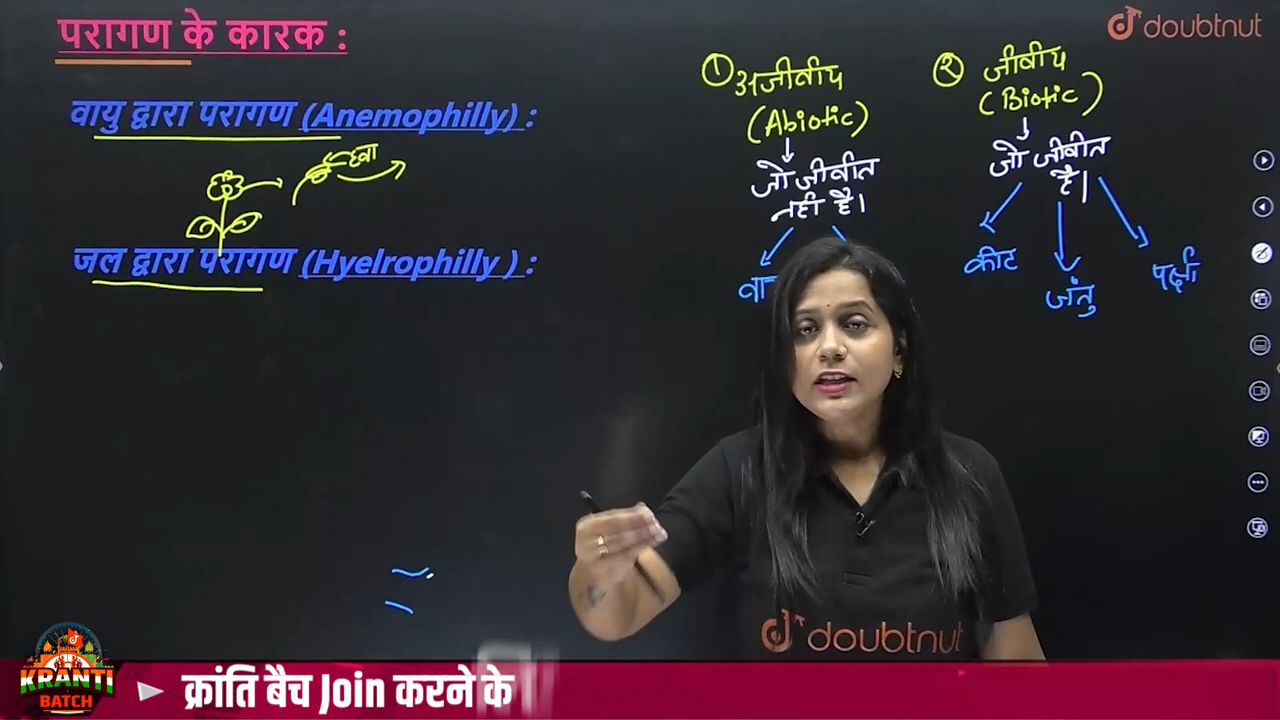 परागण के कारक :
doubtnut
वायु द्वारा परागण (Anemophilly) :
हवा
जल द्वारा परागण (Hyelrophilly ) :
① अजीवीय
(Abiotic)
जो जीवीत
नही है।
② जीवीय
(Biotic)
जो जीवीत
है।
कीट
जंतु
पक्षी
doubtnut
KRANTI
BATCH
क्रांति बैच Join करने के